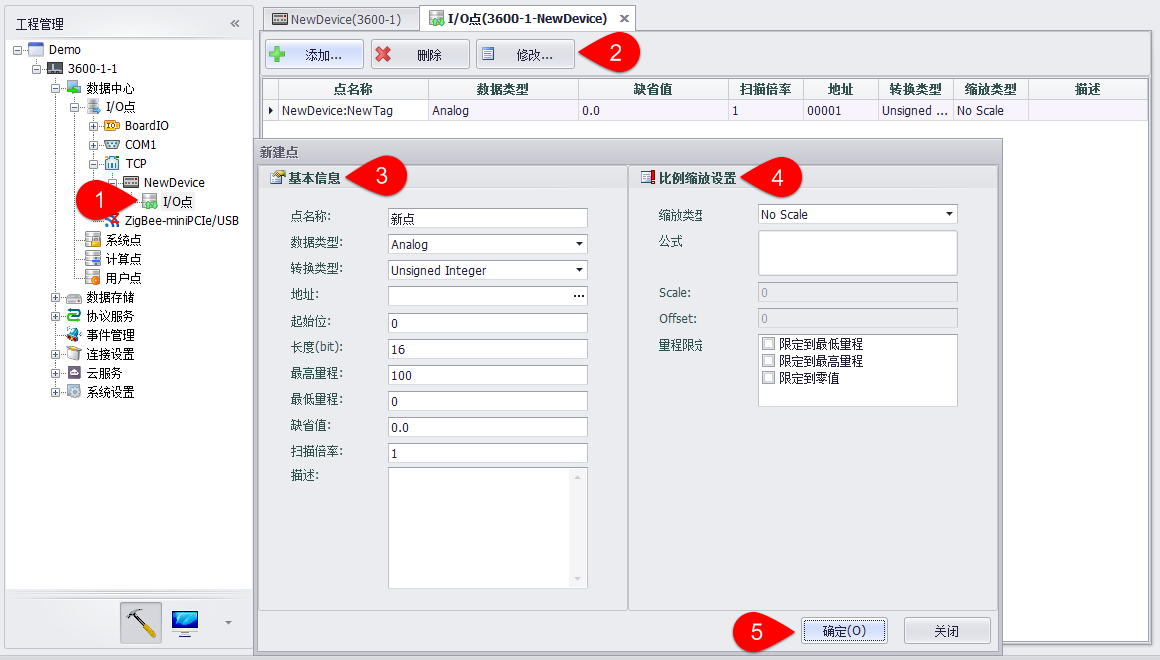 工程管理
«
Demo
3600-1-1
数据中心
I/O点
BoardIO
COM1
TCP
NewDevice
I/O点
ZigBee-miniPCIe/USB
系统点
计算点
用户点
数据存储
协议服务
事件管理
连接设置
云服务
系统设置
1
NewDevice(3600-1)
I/O点(3600-1-NewDevice)
添加...
删除
修改...
2
点名称 数据类型 缺省值 扫描倍率 地址 转换类型 缩放类型 描述
NewDevice:NewTag Analog 0.0 1 00001 Unsigned ... No Scale
新建点
基本信息
3
点名称: 新点
数据类型: Analog
转换类型: Unsigned Integer
地址: ...
起始位: 0
长度(bit): 16
最高量程: 100
最低量程: 0
缺省值: 0.0
扫描倍率: 1
描述:
比例缩放设置
4
缩放类型 No Scale
公式
Scale: 0
Offset: 0
量程限定
限定到最低量程
限定到最高量程
限定到零值
5
确定(O)
关闭